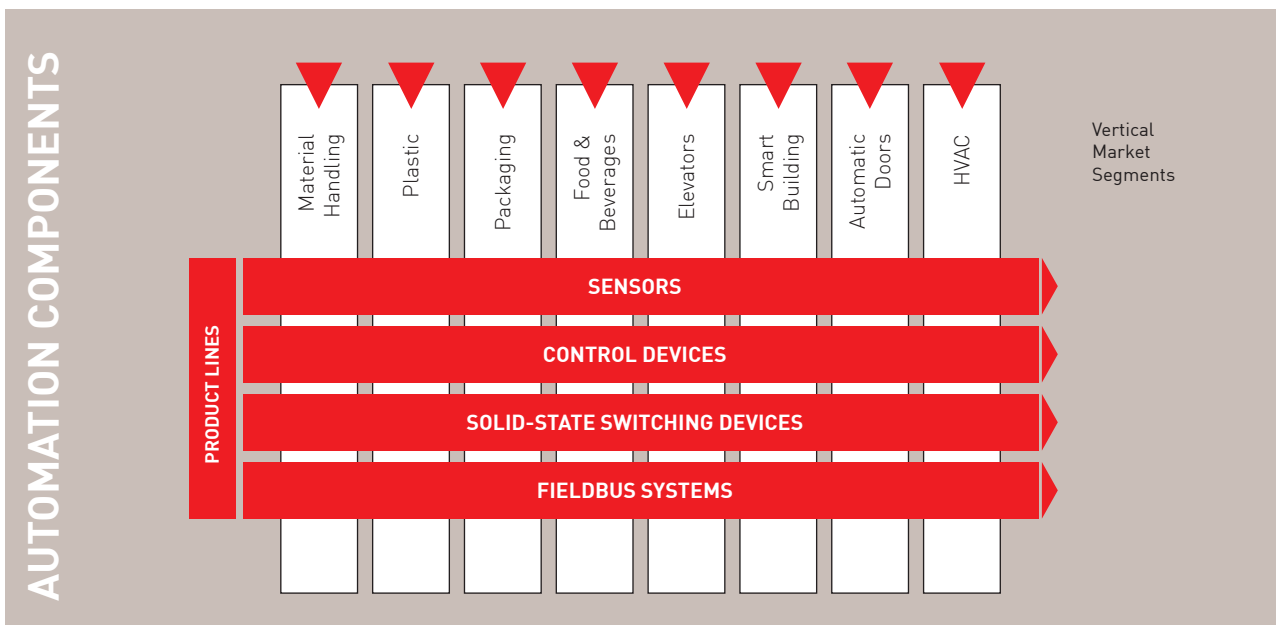 AUTOMATION COMPONENTS
Material
Handling
Plastic
Packaging
Food &
Beverages
Elevators
Smart
Building
Automatic
Doors
HVAC
Vertical
Market
Segments
PRODUCT LINES
SENSORS
CONTROL DEVICES
SOLID-STATE SWITCHING DEVICES
FIELDBUS SYSTEMS